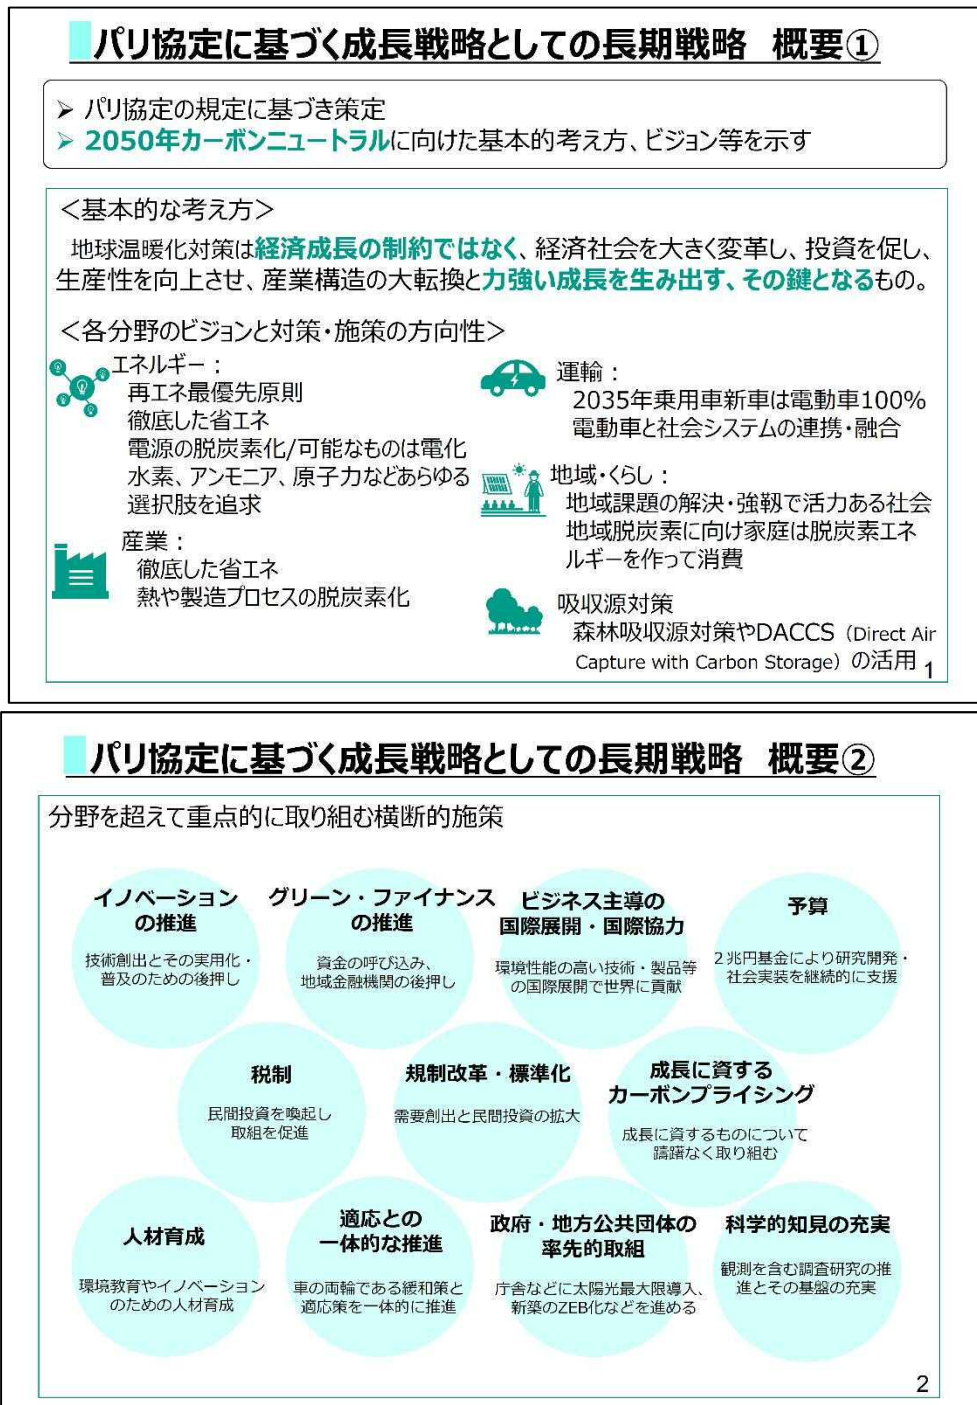 パリ協定に基づく成長戦略としての長期戦略 概要①
➢ パリ協定の規定に基づき策定
➢ 2050年カーボンニュートラルに向けた基本的考え方、ビジョン等を示す
＜基本的な考え方＞
地球温暖化対策は経済成長の制約ではなく、経済社会を大きく変革し、投資を促し、
生産性を向上させ、産業構造の大転換と力強い成長を生み出す、その鍵となるもの。
＜各分野のビジョンと対策・施策の方向性＞
エネルギー：
再エネ最優先原則
徹底した省エネ
電源の脱炭素化/可能なものは電化
水素、アンモニア、原子力などあらゆる
選択肢を追求
産業：
徹底した省エネ
熱や製造プロセスの脱炭素化
運輸：
2035年乗用車新車は電動車100%
電動車と社会システムの連携・融合
地域・くらし：
地域課題の解決・強靱で活力ある社会
地域脱炭素に向け家庭は脱炭素エネ
ルギーを作って消費
吸収源対策
森林吸収源対策やDACCS（Direct Air
Capture with Carbon Storage）の活用
1
パリ協定に基づく成長戦略としての長期戦略 概要②
分野を超えて重点的に取り組む横断的施策
イノベーション
の推進
技術創出とその実用化・
普及のための後押し
グリーン・ファイナンス
の推進
資金の呼び込み、
地域金融機関の後押し
ビジネス主導の
国際展開・国際協力
環境性能の高い技術・製品等
の国際展開で世界に貢献
予算
２兆円基金により研究開発・
社会実装を継続的に支援
税制
民間投資を喚起し
取組を促進
規制改革・標準化
需要創出と民間投資の拡大
成長に資する
カーボンプライシング
成長に資するものについて
躊躇なく取り組む
人材育成
環境教育やイノベーション
のための人材育成
適応との
一体的な推進
車の両輪である緩和策と
適応策を一体的に推進
政府・地方公共団体の
率先的取組
庁舎などに太陽光最大限導入、
新築のZEB化などを進める
科学的知見の充実
観測を含む調査研究の推
進とその基盤の充実
2